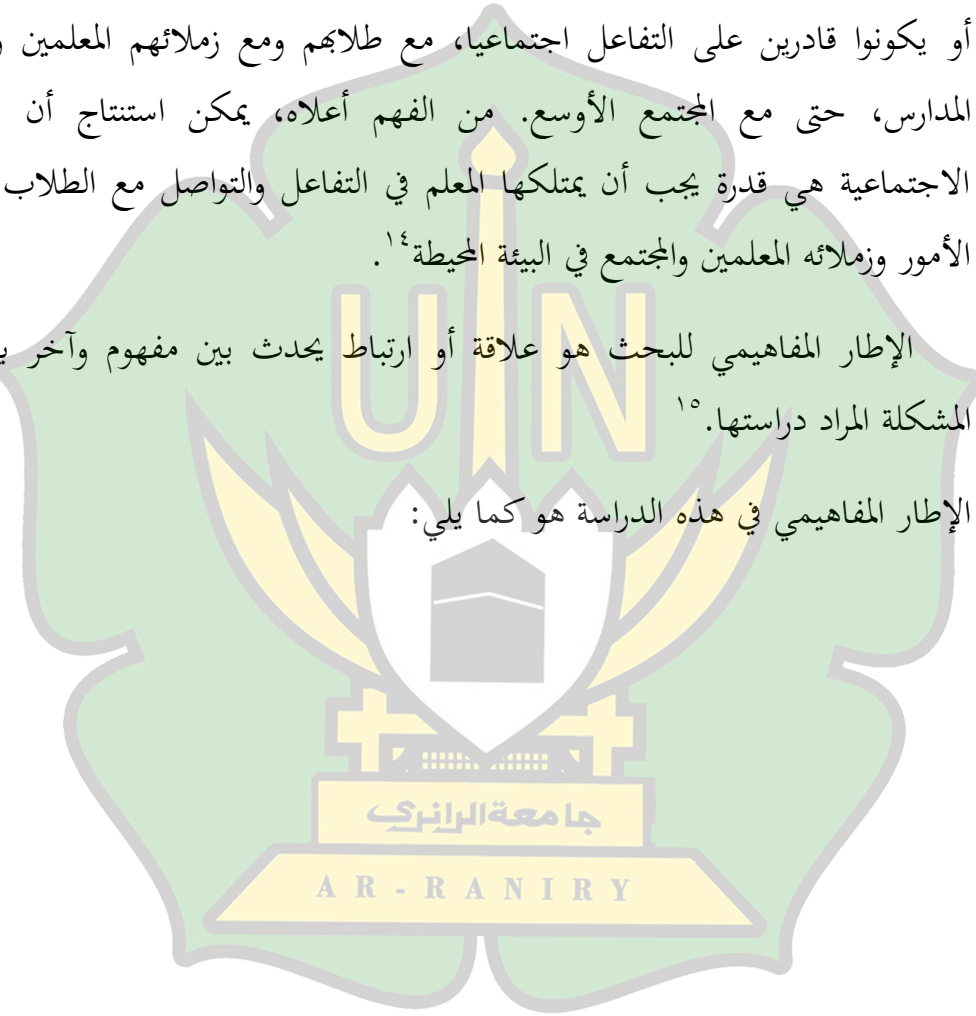 أو يكونوا قادرين على التفاعل اجتماعيا، مع طلابهم ومع زملائهم المعلمين
المدارس، حتى مع المجتمع الأوسع. من الفهم أعلاه، يمكن استنتاج أن
الاجتماعية هي قدرة يجب أن يمتلكها المعلم في التفاعل والتواصل مع الطلاب
الأمور وزملائه المعلمين والمجتمع في البيئة المحيطة١٤.
الإطار المفاهيمي للبحث هو علاقة أو ارتباط يحدث بين مفهوم وآخر
المشكلة المراد دراستها.١٥
الإطار المفاهيمي في هذه الدراسة هو كما يلي:
UIN
جامعة الرانري
AR-RANIRY